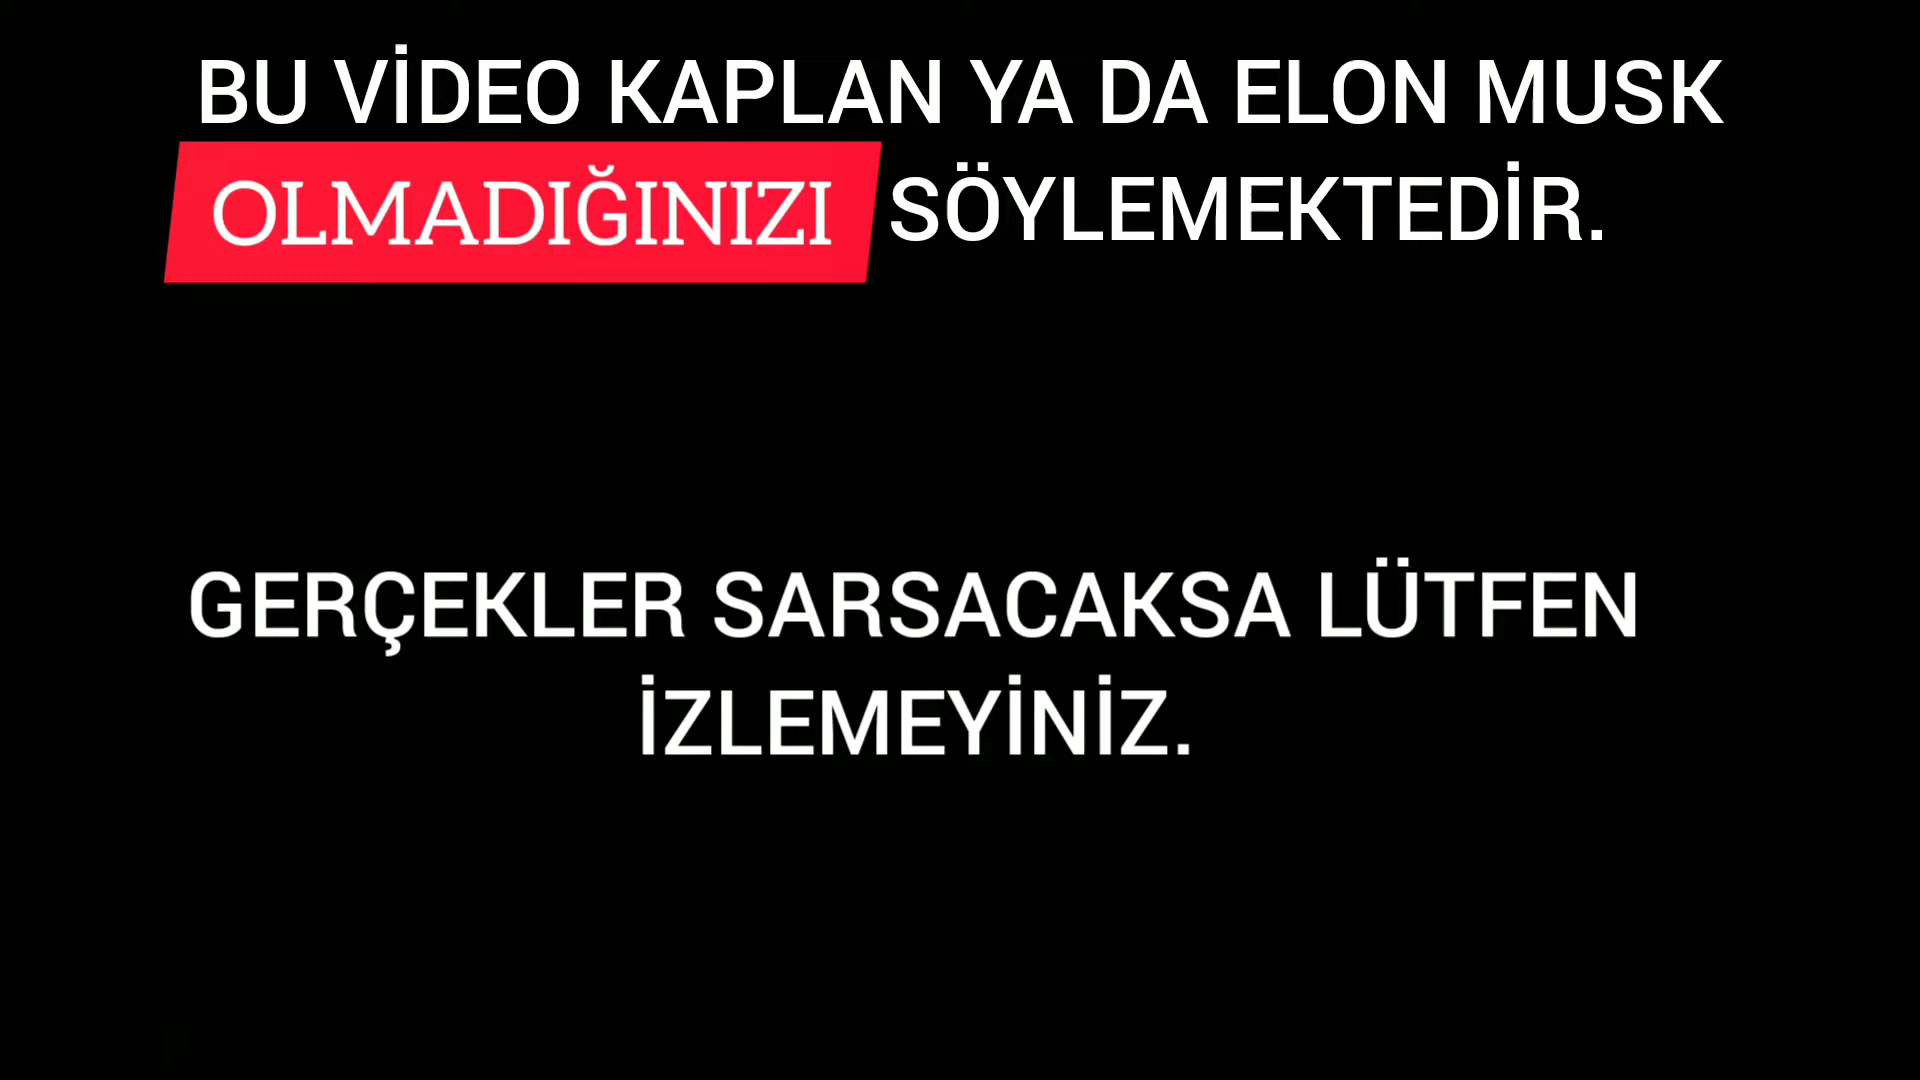 BU VİDEO KAPLAN YA DA ELON MUSK
OLMADIĞINIZI SÖYLEMEKTEDİR.
GERÇEKLER SARSACAKSA LÜTFEN
İZLEMEYİNİZ.